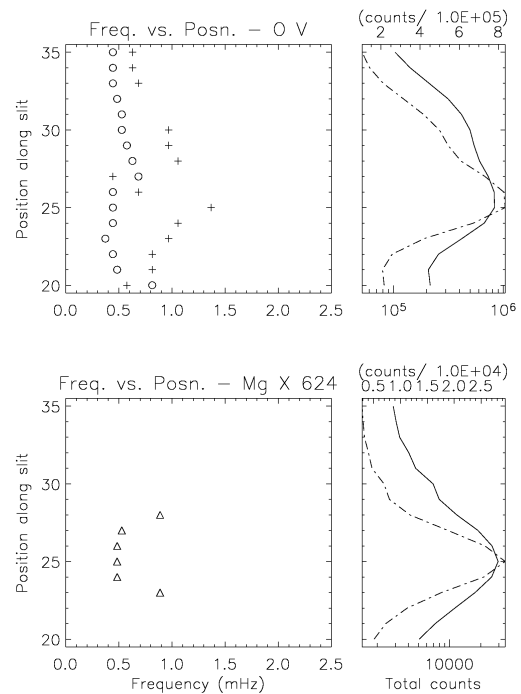 Freq. vs. Posn. – O V
(counts/ 1.0E+05)
2 4 6 8
35
30
25
20
Position along slit
0.0 0.5 1.0 1.5 2.0 2.5
10^5 10^6
Freq. vs. Posn. – Mg X 624
(counts/ 1.0E+04)
0.5 1.0 1.5 2.0 2.5
35
30
25
20
Position along slit
0.0 0.5 1.0 1.5 2.0 2.5
10000
Frequency (mHz)
Total counts